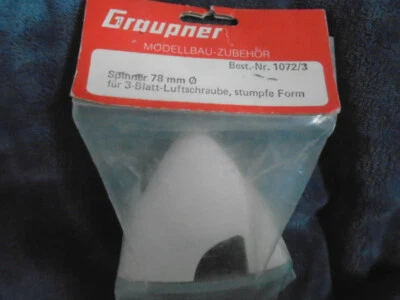 Graupner
MODELLBAU-ZUBEHÖR
Best.-Nr. 1072/3
Spinner 78 mm Ø
für 3-Blatt-Luftschraube, stumpfe Form